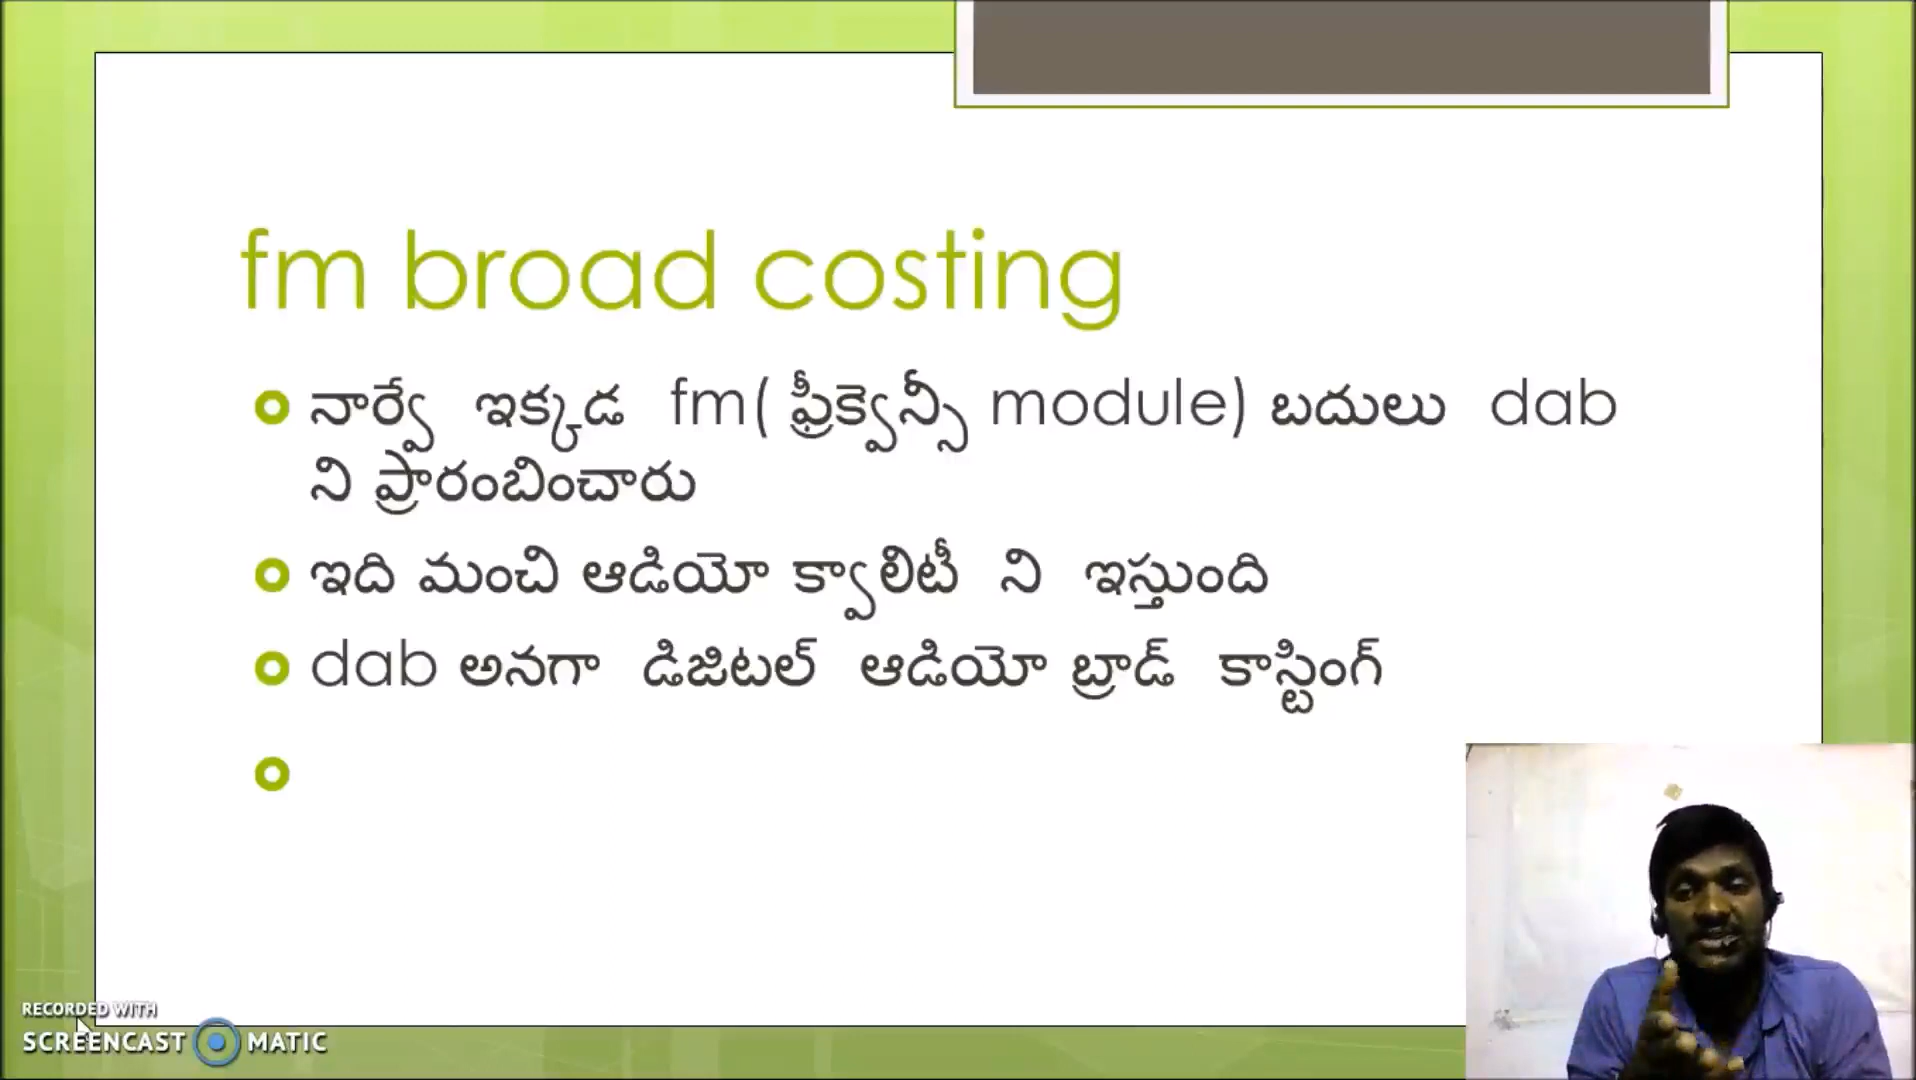 fm broad costing
నార్వే ఇక్కడ fm( ఫ్రీక్వెన్సీ module) బదులు dab
ని ప్రారంబించారు
ఇది మంచి ఆడియో క్వాలిటీ ని ఇస్తుంది
dab అనగా డిజిటల్ ఆడియో బ్రాడ్ కాస్టింగ్
RECORDED WITH
SCREENCAST MATIC